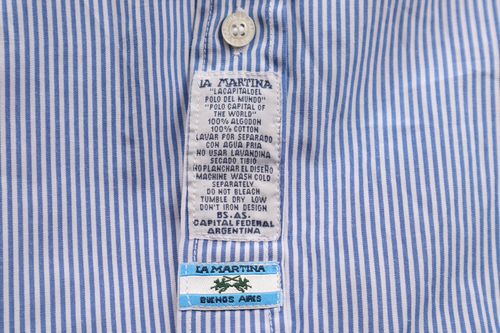 LA MARTINA
"LACAPITALDEL
POLO DEL MUNDO"
"POLO CAPITAL OF
THE WORLD"
100% ALGODON
100% COTTON
LAVAR POR SEPARADO
CON AGUA FRIA
NO USAR LAVANDINA
SECADO TIBIO
NO PLANCHAR EL DISEÑO
MACHINE WASH COLD
SEPARATELY
DO NOT BLEACH
TUMBLE DRY LOW
DON'T IRON DESIGN
BS.AS.
CAPITAL FEDERAL
ARGENTINA
LA MARTINA
BUENOS AIRES